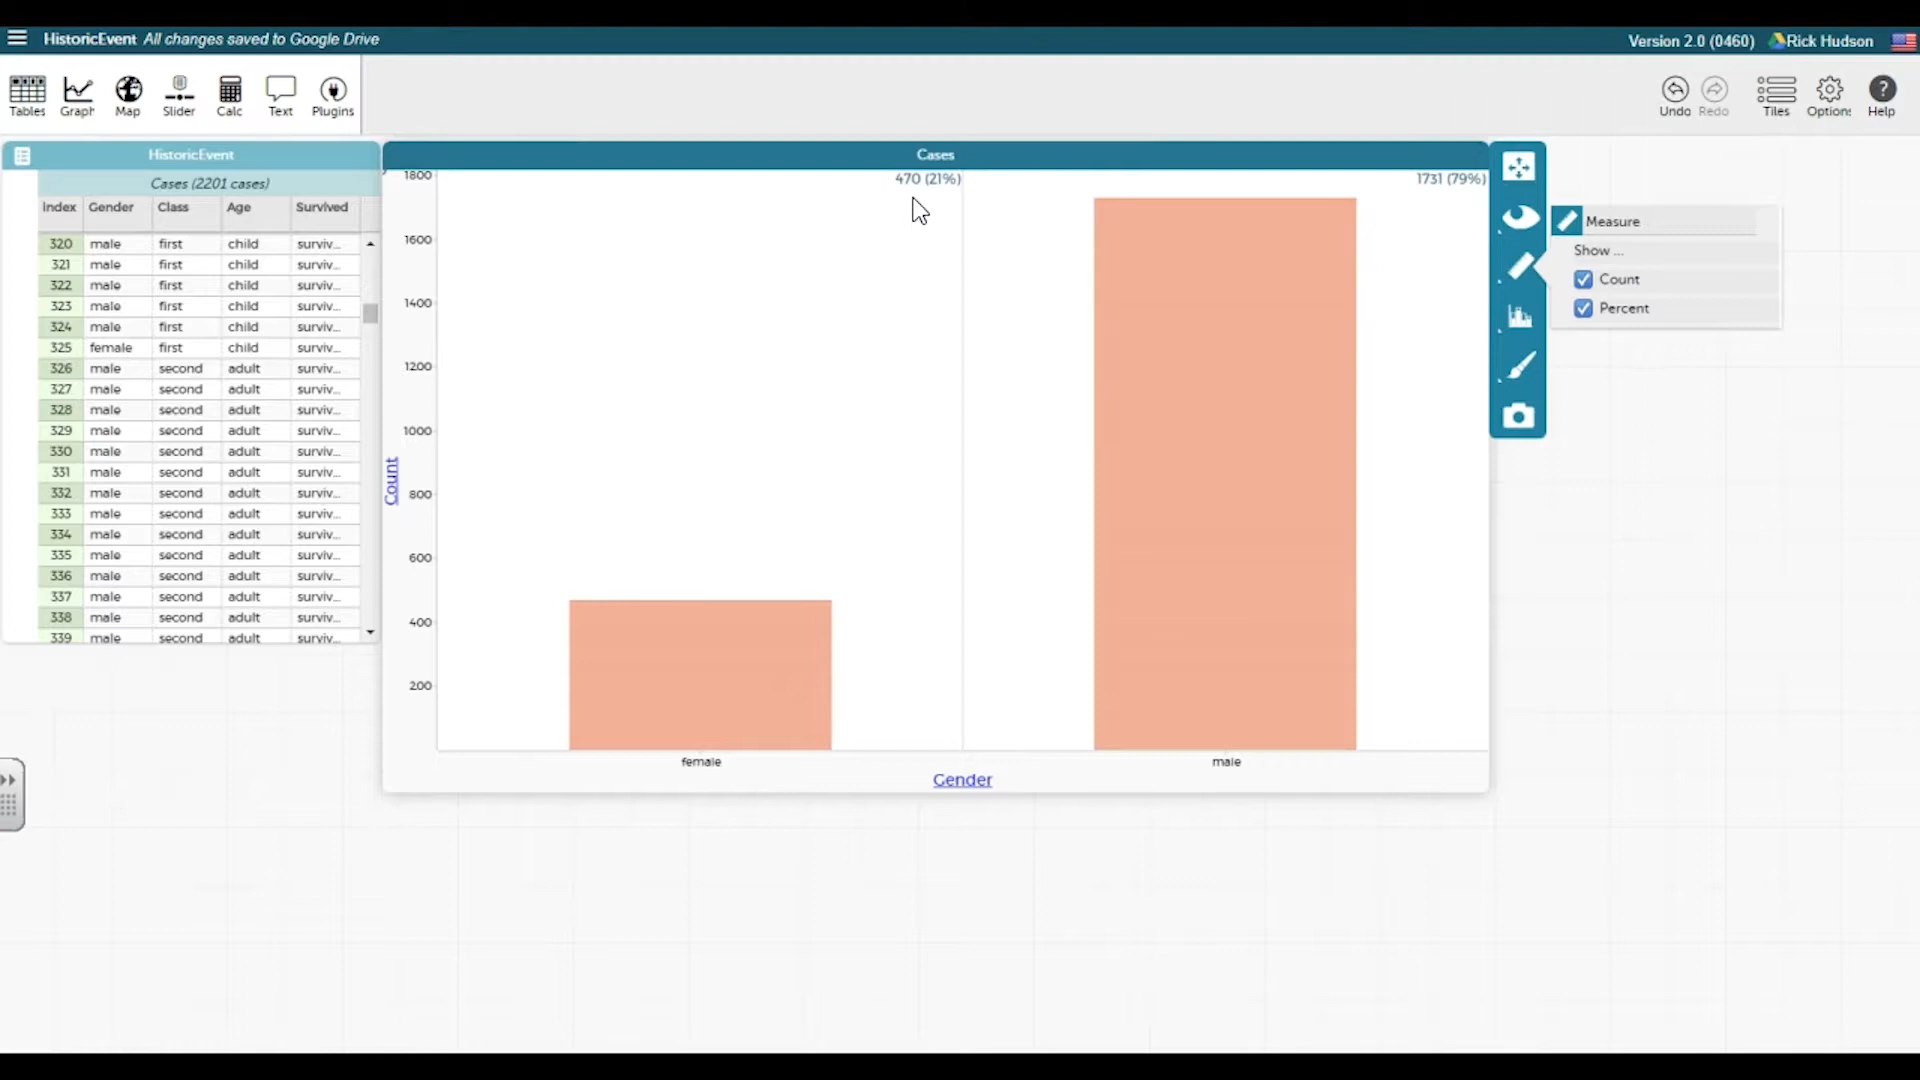 HistoricEvent All changes saved to Google Drive
Version 2.0 (0460) Rick Hudson
Tables Graph Map Slider Calc Text Plugins
Undo Redo Tiles Options Help
HistoricEvent
Cases (2201 cases)
Index Gender Class Age Survived
320 male first child surviv...
321 male first child surviv...
322 male first child surviv...
323 male first child surviv...
324 male first child surviv...
325 female first child surviv...
326 male second adult surviv...
327 male second adult surviv...
328 male second adult surviv...
329 male second adult surviv...
330 male second adult surviv...
331 male second adult surviv...
332 male second adult surviv...
333 male second adult surviv...
334 male second adult surviv...
335 male second adult surviv...
336 male second adult surviv...
337 male second adult surviv...
338 male second adult surviv...
339 male second adult surviv...
Cases
470 (21%) 1731 (79%)
1800
1600
1400
1200
1000
800
600
400
200
Count
female male
Gender
Measure
Show ...
Count
Percent